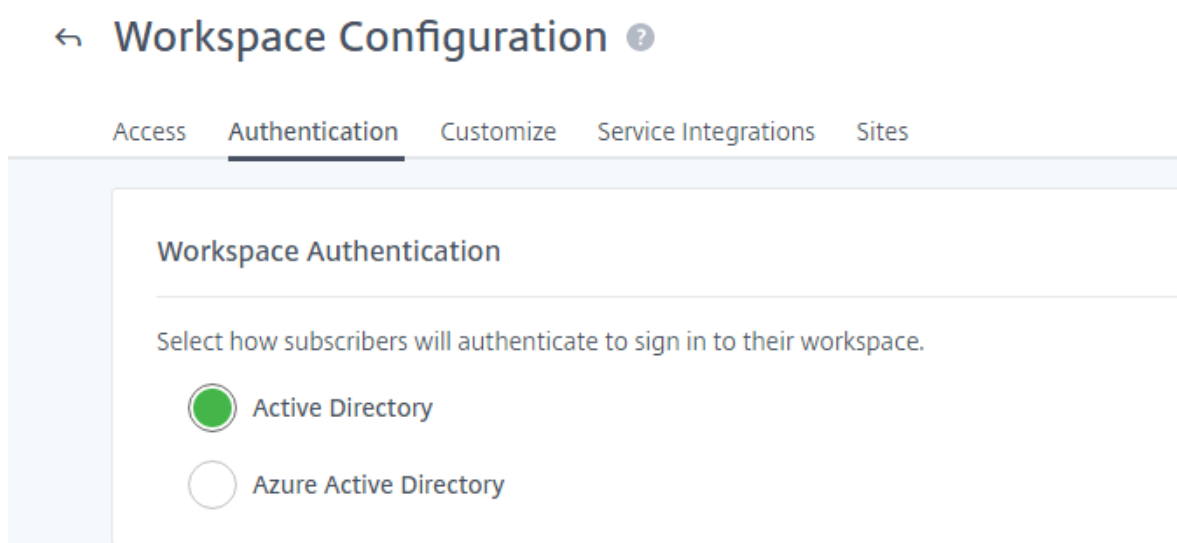 Workspace Configuration ?
Access Authentication Customize Service Integrations Sites
Workspace Authentication
Select how subscribers will authenticate to sign in to their workspace.
Active Directory
Azure Active Directory